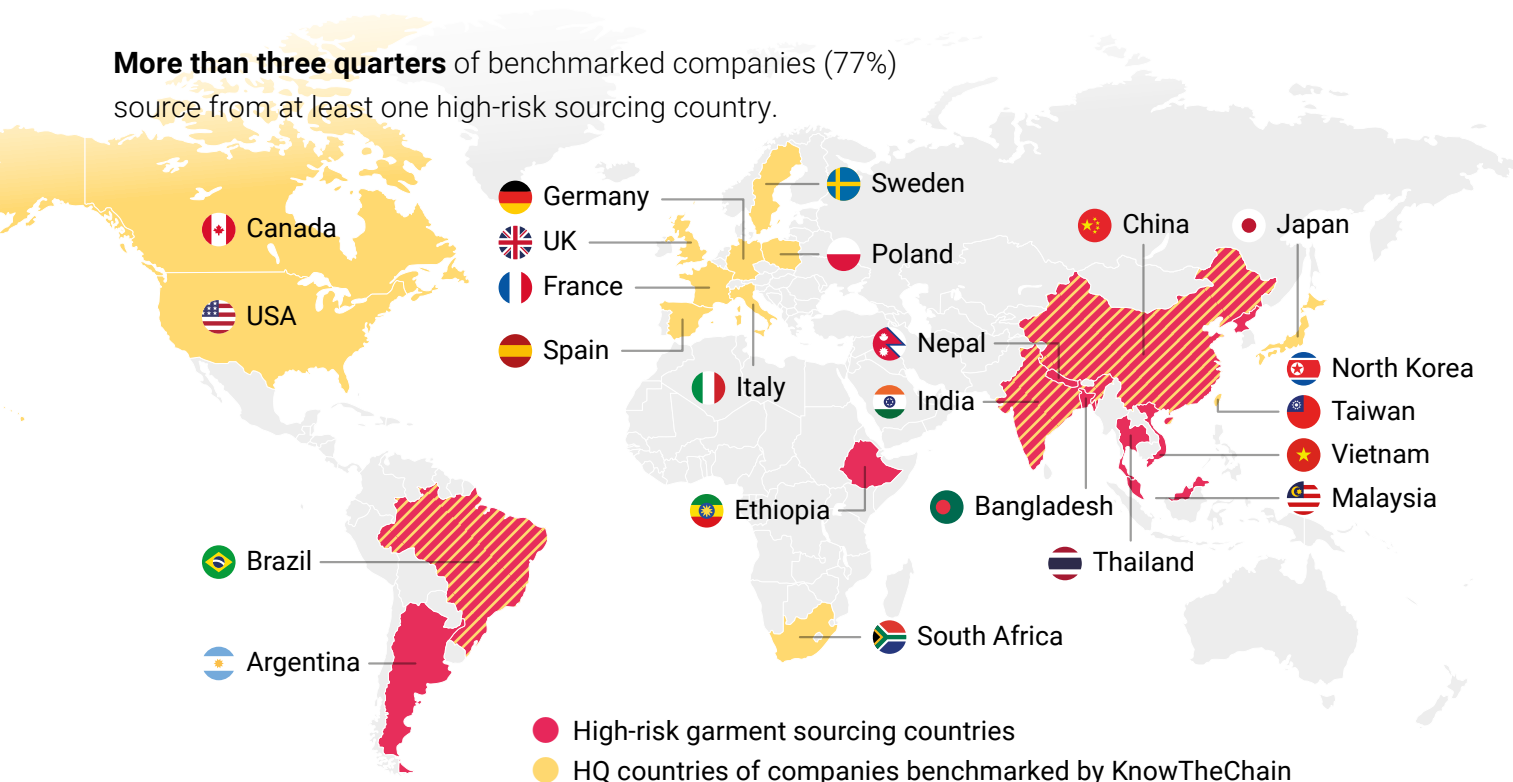 More than three quarters of benchmarked companies (77%)
source from at least one high-risk sourcing country.
Canada
USA
Germany
UK
France
Spain
Italy
Sweden
Poland
China
Japan
Nepal
India
North Korea
Taiwan
Vietnam
Malaysia
Ethiopia
Bangladesh
Thailand
Brazil
Argentina
South Africa
High-risk garment sourcing countries
HQ countries of companies benchmarked by KnowTheChain